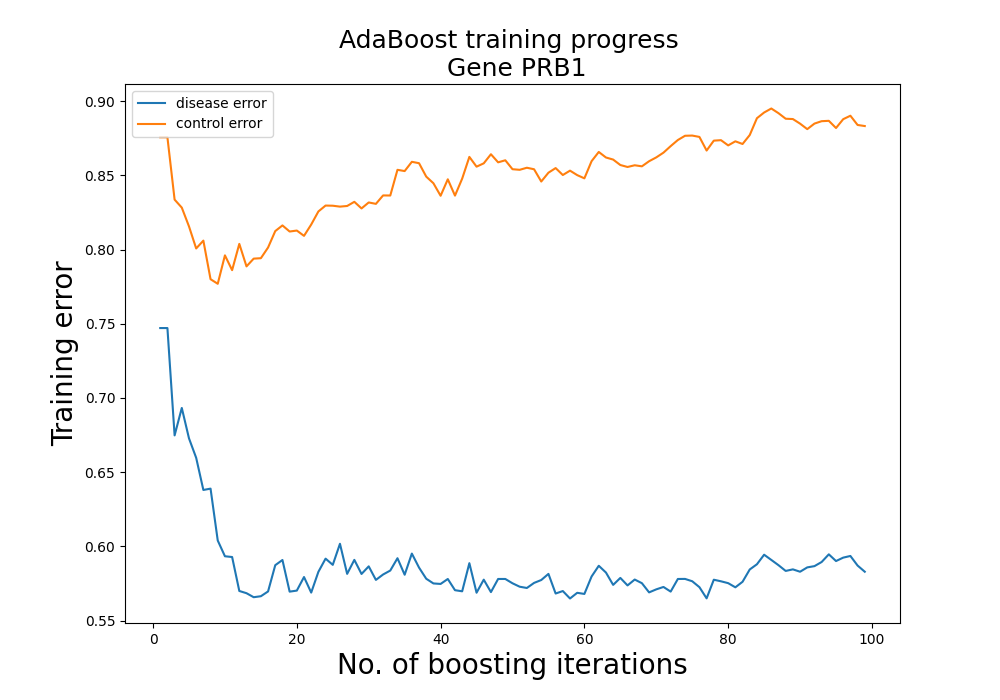 AdaBoost training progress
Gene PRB1
disease error
control error
0.90
0.85
0.80
0.75
0.70
0.65
0.60
0.55
Training error
0
20
40
60
80
100
No. of boosting iterations